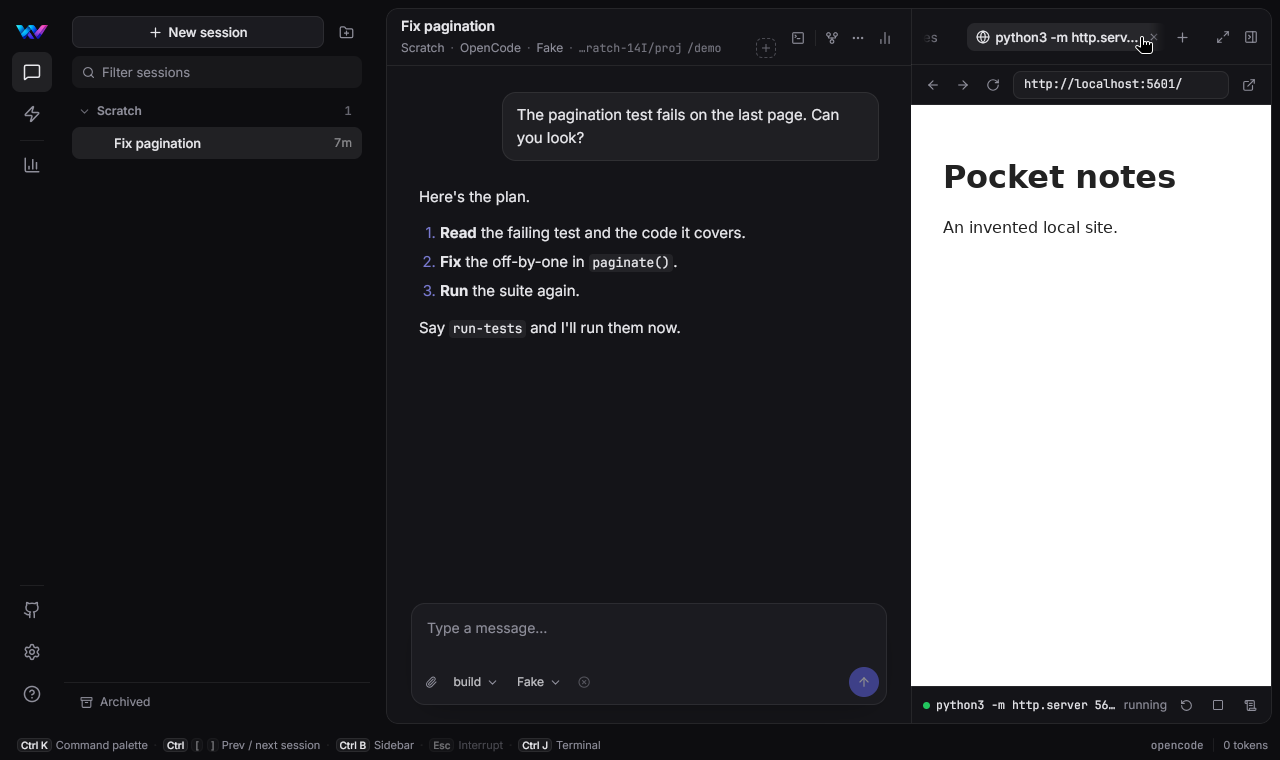 New session
Filter sessions
Scratch 1
Fix pagination 7m
Archived
Fix pagination
Scratch · OpenCode · Fake · …ratch-14I/proj /demo
The pagination test fails on the last page. Can
you look?
Here's the plan.
1. Read the failing test and the code it covers.
2. Fix the off-by-one in paginate().
3. Run the suite again.
Say run-tests and I'll run them now.
Type a message...
build Fake
es python3 -m http.serv…
http://localhost:5601/
Pocket notes
An invented local site.
python3 -m http.server 56… running
Ctrl K Command palette · Ctrl [ ] Prev / next session · Ctrl B Sidebar · Esc Interrupt · Ctrl J Terminal
opencode 0 tokens